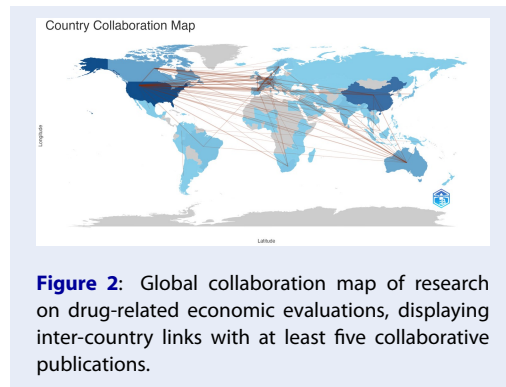 Country Collaboration Map
Longitude
Latitude
Figure 2: Global collaboration map of research
on drug-related economic evaluations, displaying
inter-country links with at least five collaborative
publications.